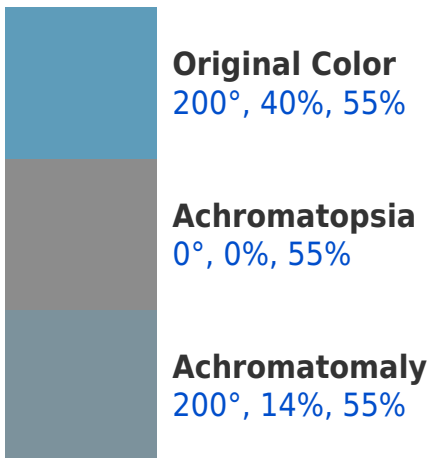 Original Color
200°, 40%, 55%
Achromatopsia
0°, 0%, 55%
Achromatomaly
200°, 14%, 55%